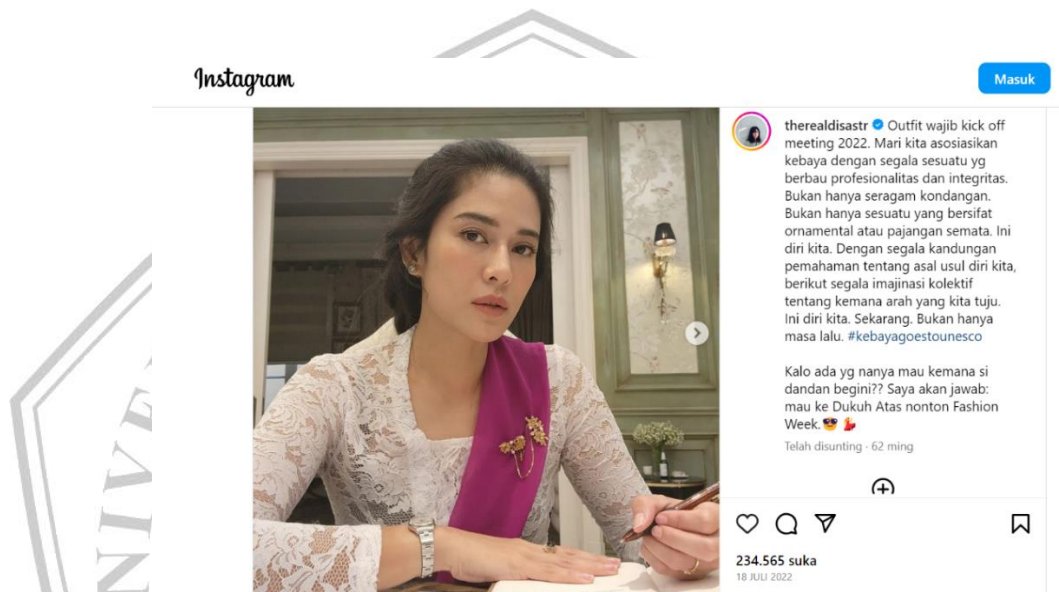 Instagram
Masuk
therealdisastr Outfit wajib kick off
meeting 2022. Mari kita asosiasikan
kebaya dengan segala sesuatu yg
berbau profesionalitas dan integritas.
Bukan hanya seragam kondangan.
Bukan hanya sesuatu yang bersifat
ornamental atau pajangan semata. Ini
diri kita. Dengan segala kandungan
pemahaman tentang asal usul diri kita,
berikut segala imajinasi kolektif
tentang kemana arah yang kita tuju.
Ini diri kita. Sekarang. Bukan hanya
masa lalu. #kebayagoestounesco
Kalo ada yg nanya mau kemana si
dandan begini?? Saya akan jawab:
mau ke Dukuh Atas nonton Fashion
Week.😎 💃
Telah disunting · 62 ming
234.565 suka
18 JULI 2022
NIVE